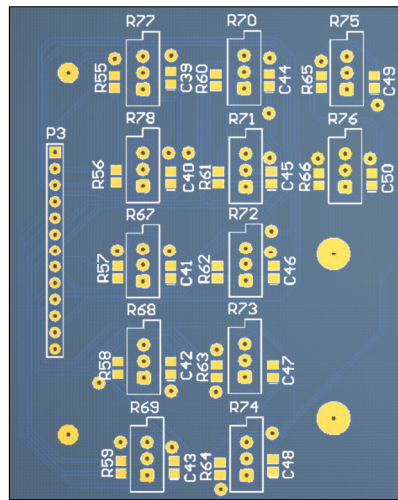 R77 R70 R75
R55 C39 R60 C44 R65 C49
P3 R78 R71 R76
R56 C40 R61 C45 R66 C50
R67 R72
R57 C41 R62 C46
R68 R73
R58 C42 R63 C47
R69 R74
R59 C43 R64 C48